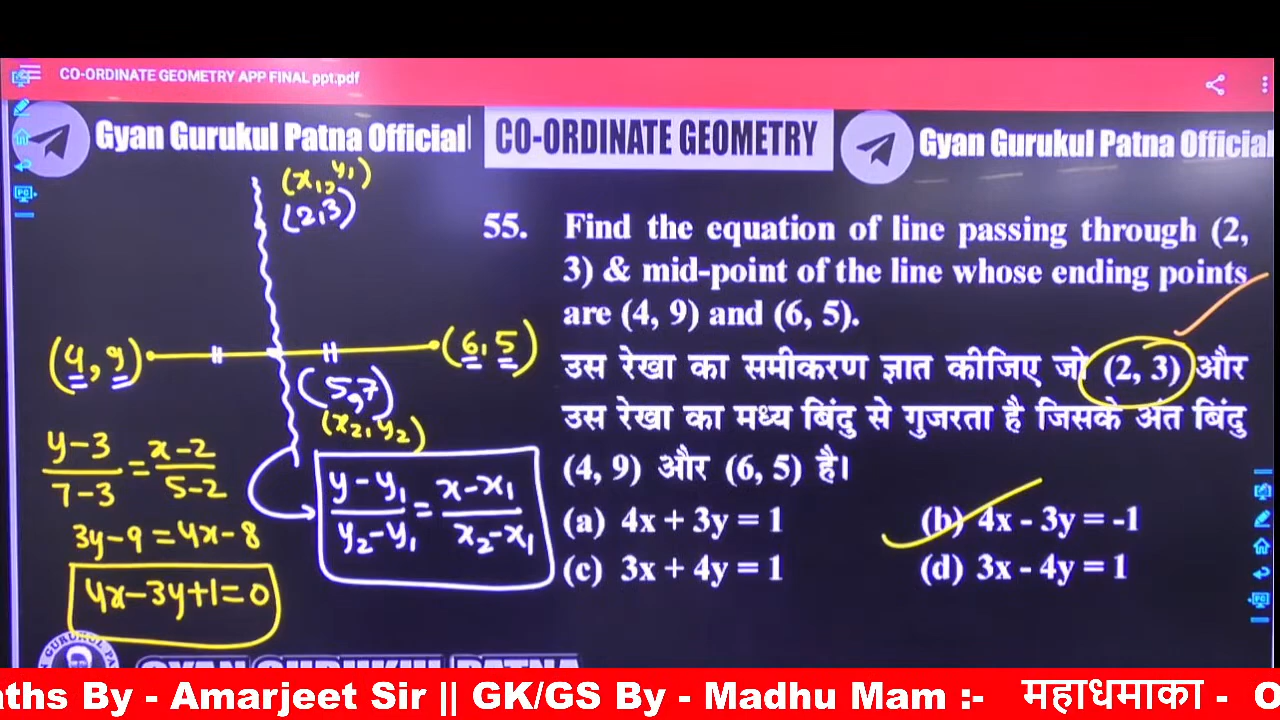 CO-ORDINATE GEOMETRY APP FINAL ppt.pdf
Gyan Gurukul Patna Official
CO-ORDINATE GEOMETRY
Gyan Gurukul Patna Official
(x₁, y₁)
(2,3)
(4, 9)
(6, 5)
(5,7)
(x₂, y₂)
y-3/7-3 = x-2/5-2
3y-9 = 4x-8
4x-3y+1=0
y-y₁/y₂-y₁ = x-x₁/x₂-x₁
55. Find the equation of line passing through (2,
3) & mid-point of the line whose ending points
are (4, 9) and (6, 5).
उस रेखा का समीकरण ज्ञात कीजिए जो (2, 3) और
उस रेखा का मध्य बिंदु से गुजरता है जिसके अंत बिंदु
(4, 9) और (6, 5) है।
(a) 4x + 3y = 1 (b) 4x - 3y = -1
(c) 3x + 4y = 1 (d) 3x - 4y = 1
GYAN GURUKUL PATNA
aths By - Amarjeet Sir || GK/GS By - Madhu Mam :- महाधमाका - O